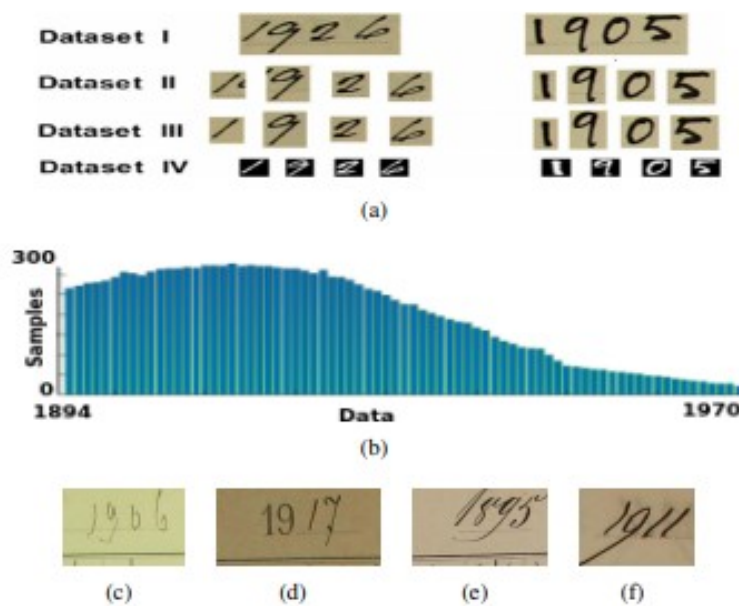 Dataset I 1926 1905
Dataset II 1 9 2 6 1 9 0 5
Dataset III 1 9 2 6 1 9 0 5
Dataset IV 1 9 2 6 1 9 0 5
(a)
300
Samples
0
1894 Data 1970
(b)
1906 1917 1895 1911
(c) (d) (e) (f)